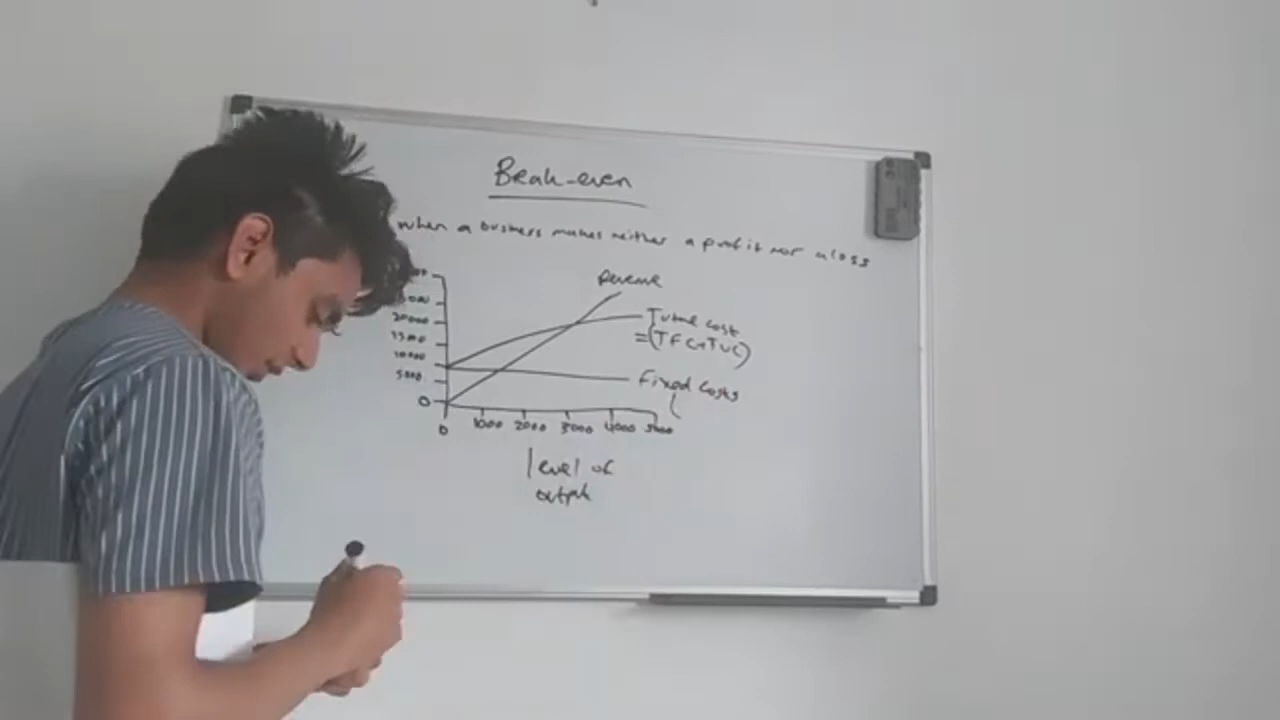 Break-even
when a business makes neither a profit nor a loss
Revenue
20000
Total cost
=(TFC+TVC)
10000
5000
Fixed costs
0
0 1000 2000 3000 4000 5000
level of
output